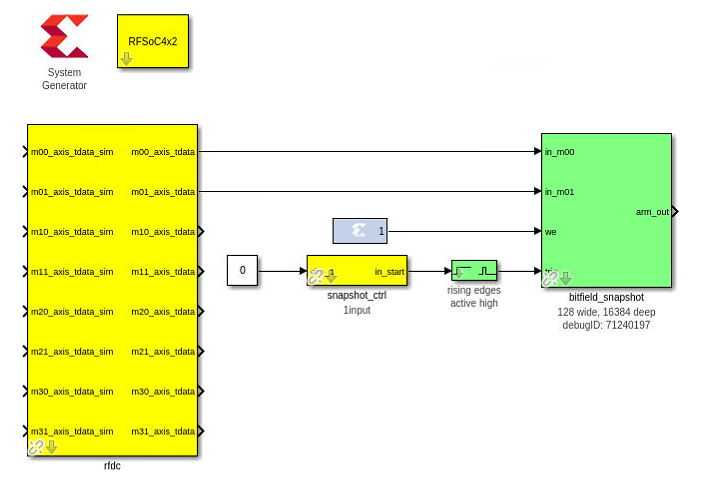 System
Generator
RFSoC4x2
m00_axis_tdata_sim m00_axis_tdata
m01_axis_tdata_sim m01_axis_tdata
m10_axis_tdata_sim m10_axis_tdata
m11_axis_tdata_sim m11_axis_tdata
m20_axis_tdata_sim m20_axis_tdata
m21_axis_tdata_sim m21_axis_tdata
m30_axis_tdata_sim m30_axis_tdata
m31_axis_tdata_sim m31_axis_tdata
rfdc
1
0
in_start
snapshot_ctrl
1input
rising edges
active high
in_m00
in_m01
we
arm_out
bitfield_snapshot
128 wide, 16384 deep
debugID: 71240197